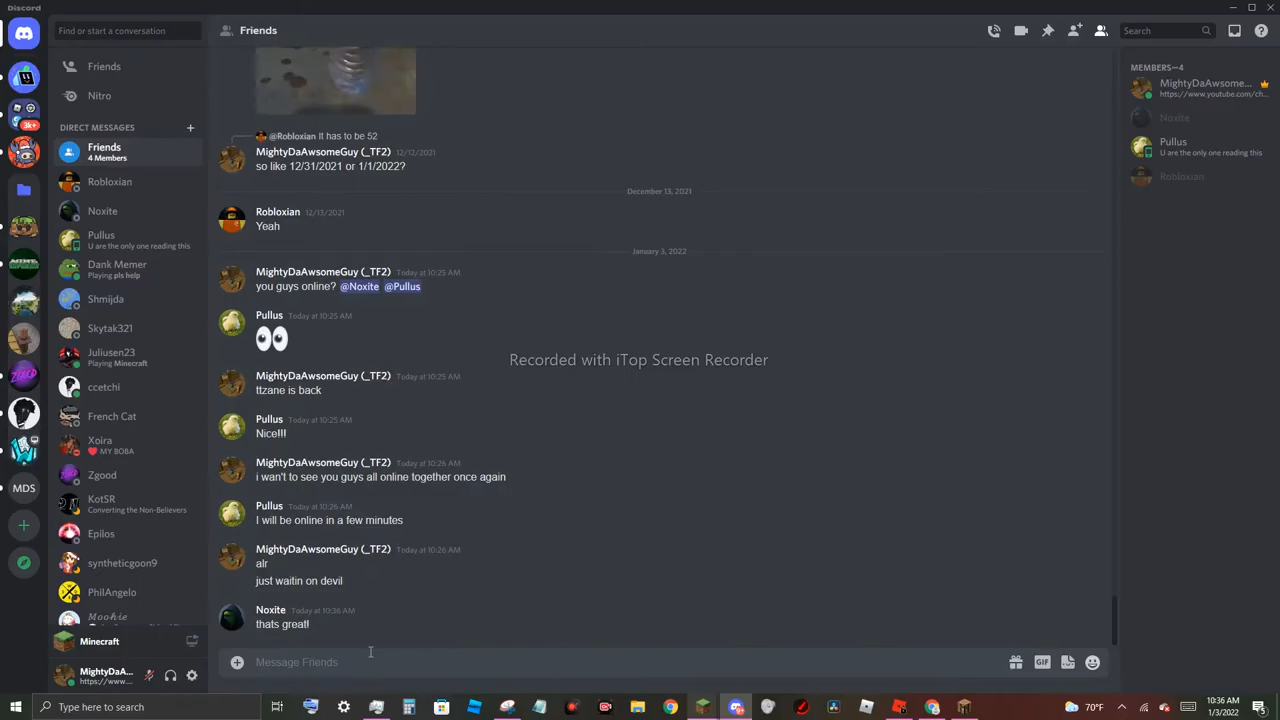 Discord
Find or start a conversation
Friends
Search
Friends
Nitro
DIRECT MESSAGES
Friends
4 Members
Robloxian
Noxite
Pullus
U are the only one reading this
Dank Memer
Playing pls help
Shmijda
Skytak321
Juliusen23
Playing Minecraft
ccetchi
French Cat
Xoira
MY BOBA
Zgood
KotSR
Converting the Non-Believers
Epilos
syntheticgoon9
PhilAngelo
Mookie
Minecraft
MightyDaA...
https://www....
3k+
MDS
@Robloxian It has to be 52
MightyDaAwsomeGuy (_TF2) 12/12/2021
so like 12/31/2021 or 1/1/2022?
December 13, 2021
Robloxian 12/13/2021
Yeah
January 3, 2022
MightyDaAwsomeGuy (_TF2) Today at 10:25 AM
you guys online? @Noxite @Pullus
Pullus Today at 10:25 AM
MightyDaAwsomeGuy (_TF2) Today at 10:25 AM
ttzane is back
Pullus Today at 10:25 AM
Nice!!!
MightyDaAwsomeGuy (_TF2) Today at 10:26 AM
i wan't to see you guys all online together once again
Pullus Today at 10:26 AM
I will be online in a few minutes
MightyDaAwsomeGuy (_TF2) Today at 10:26 AM
alr
just waitin on devil
Noxite Today at 10:36 AM
thats great!
Message Friends
GIF
Recorded with iTop Screen Recorder
MEMBERS—4
MightyDaAwsome...
https://www.youtube.com/ch...
Noxite
Pullus
U are the only one reading this
Robloxian
Type here to search
70°F
10:36 AM
1/3/2022